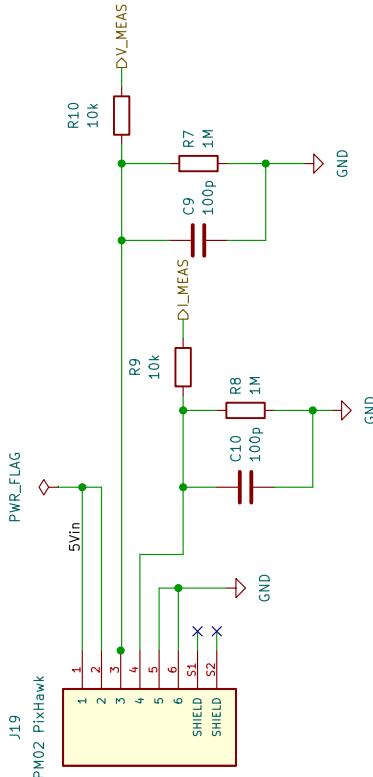 V_MEAS
R10
10k
R7
1M
GND
C9
100p
I_MEAS
R9
10k
R8
1M
GND
C10
100p
PWR_FLAG
5Vin
GND
1
2
3
4
5
6
S1
S2
1
2
3
4
5
6
SHIELD
SHIELD
J19
PM02 PixHawk